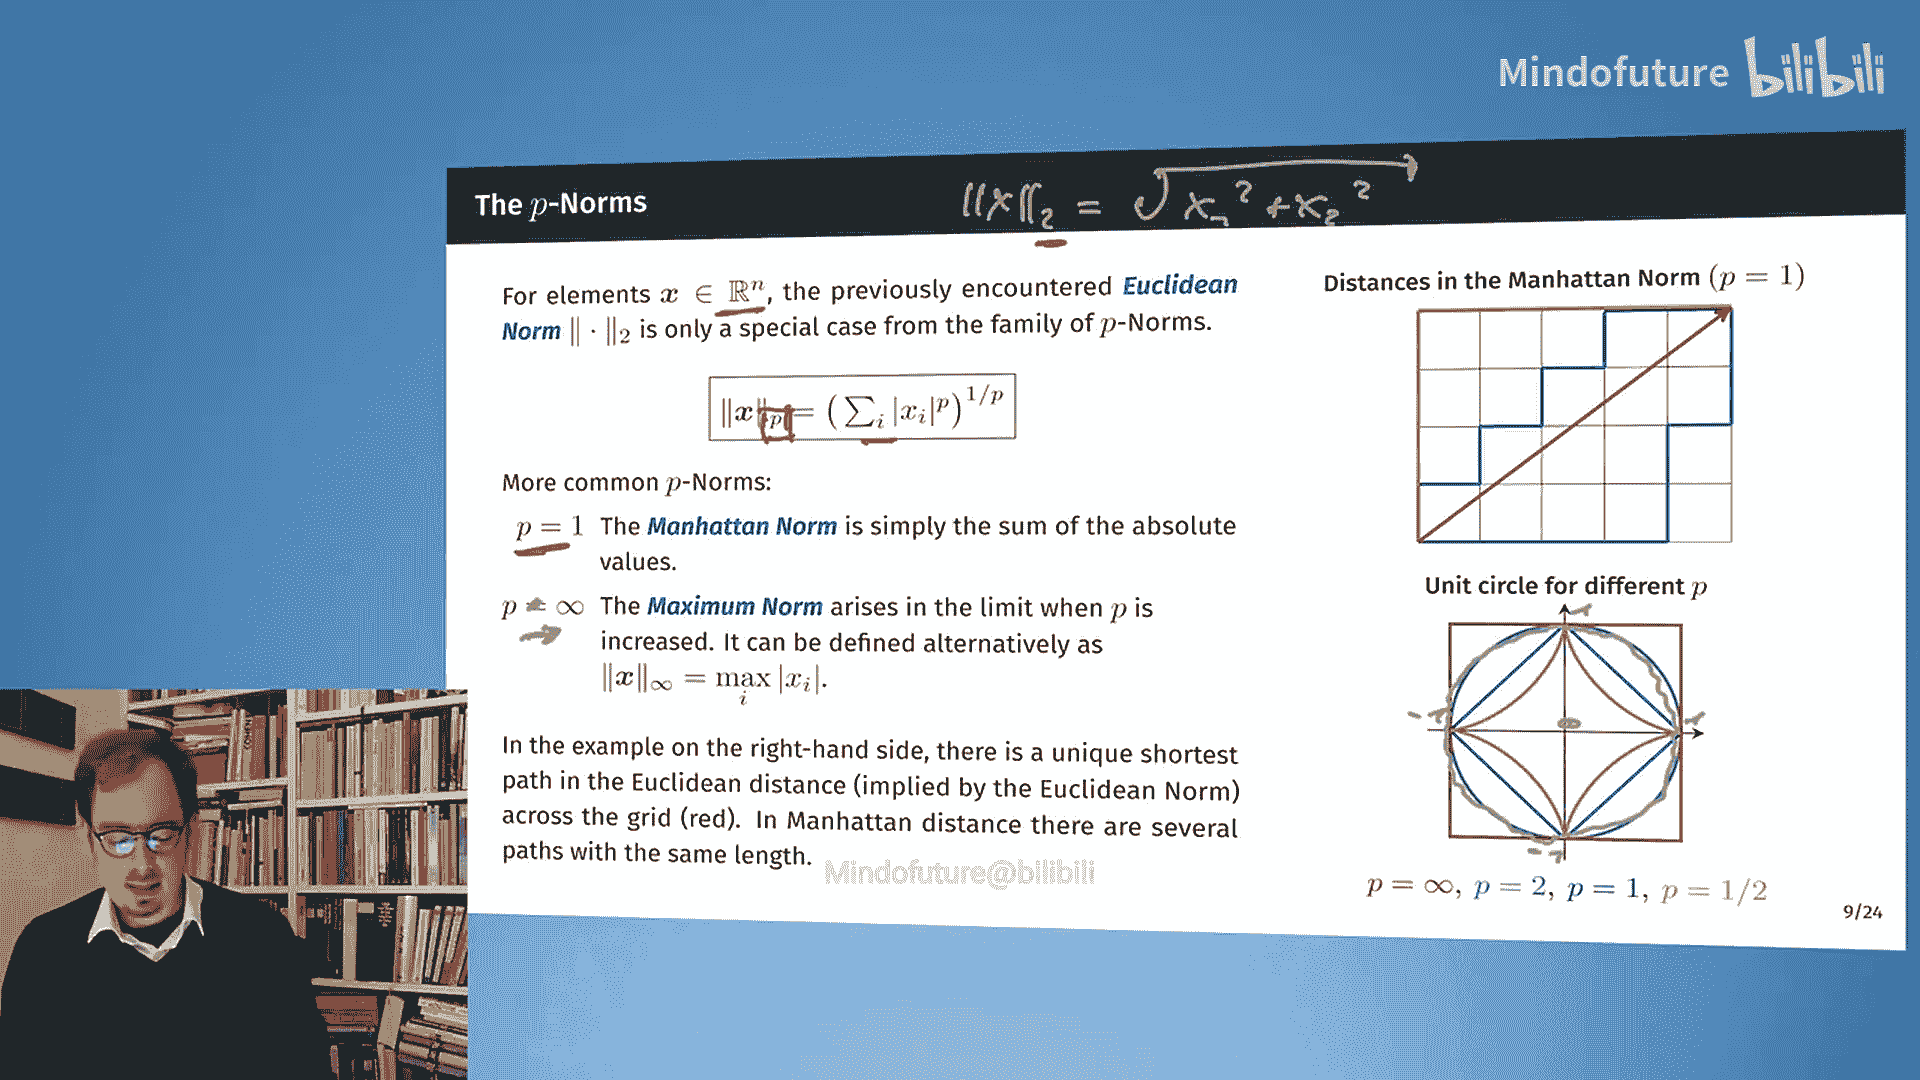 Mindofuture bilibili
The p-Norms
||x||₂ = √x₁² + x₂²
For elements x ∈ ℝⁿ, the previously encountered Euclidean
Norm ‖ · ‖₂ is only a special case from the family of p-Norms.
‖x‖ₚ = (∑ᵢ |xᵢ|ᵖ)^{1/p}
More common p-Norms:
p = 1 The Manhattan Norm is simply the sum of the absolute
values.
p = ∞ The Maximum Norm arises in the limit when p is
→
increased. It can be defined alternatively as
‖x‖∞ = max |xᵢ|.
i
In the example on the right-hand side, there is a unique shortest
path in the Euclidean distance (implied by the Euclidean Norm)
across the grid (red). In Manhattan distance there are several
paths with the same length.
Mindofuture@bilibili
Distances in the Manhattan Norm (p = 1)
Unit circle for different p
1
-1
0
1
-1
p = ∞, p = 2, p = 1, p = 1/2
9/24